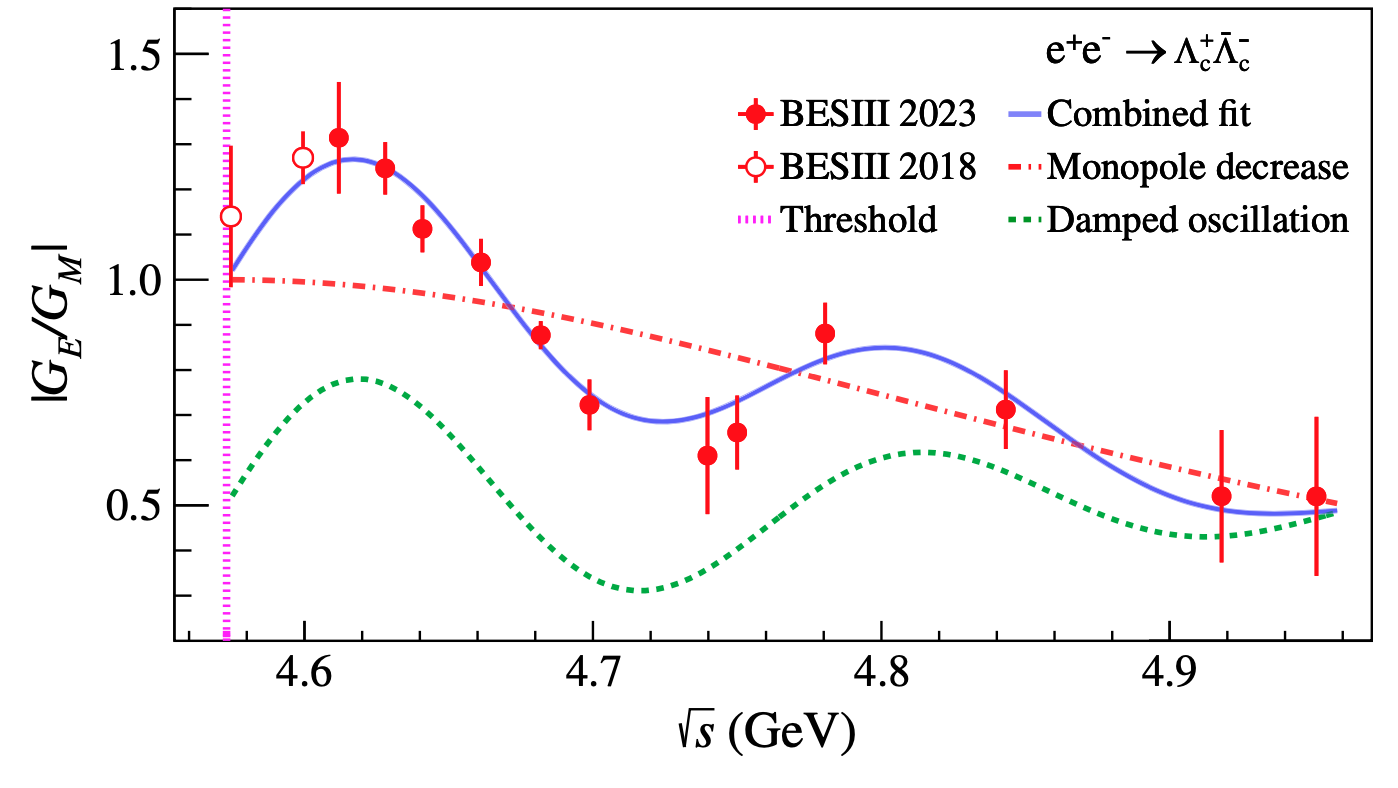 e⁺e⁻ → Λc⁺Λ̄c⁻
BESIII 2023
Combined fit
BESIII 2018
Monopole decrease
Threshold
Damped oscillation
|G_E/G_M|
1.5
1.0
0.5
4.6 4.7 4.8 4.9
√s (GeV)